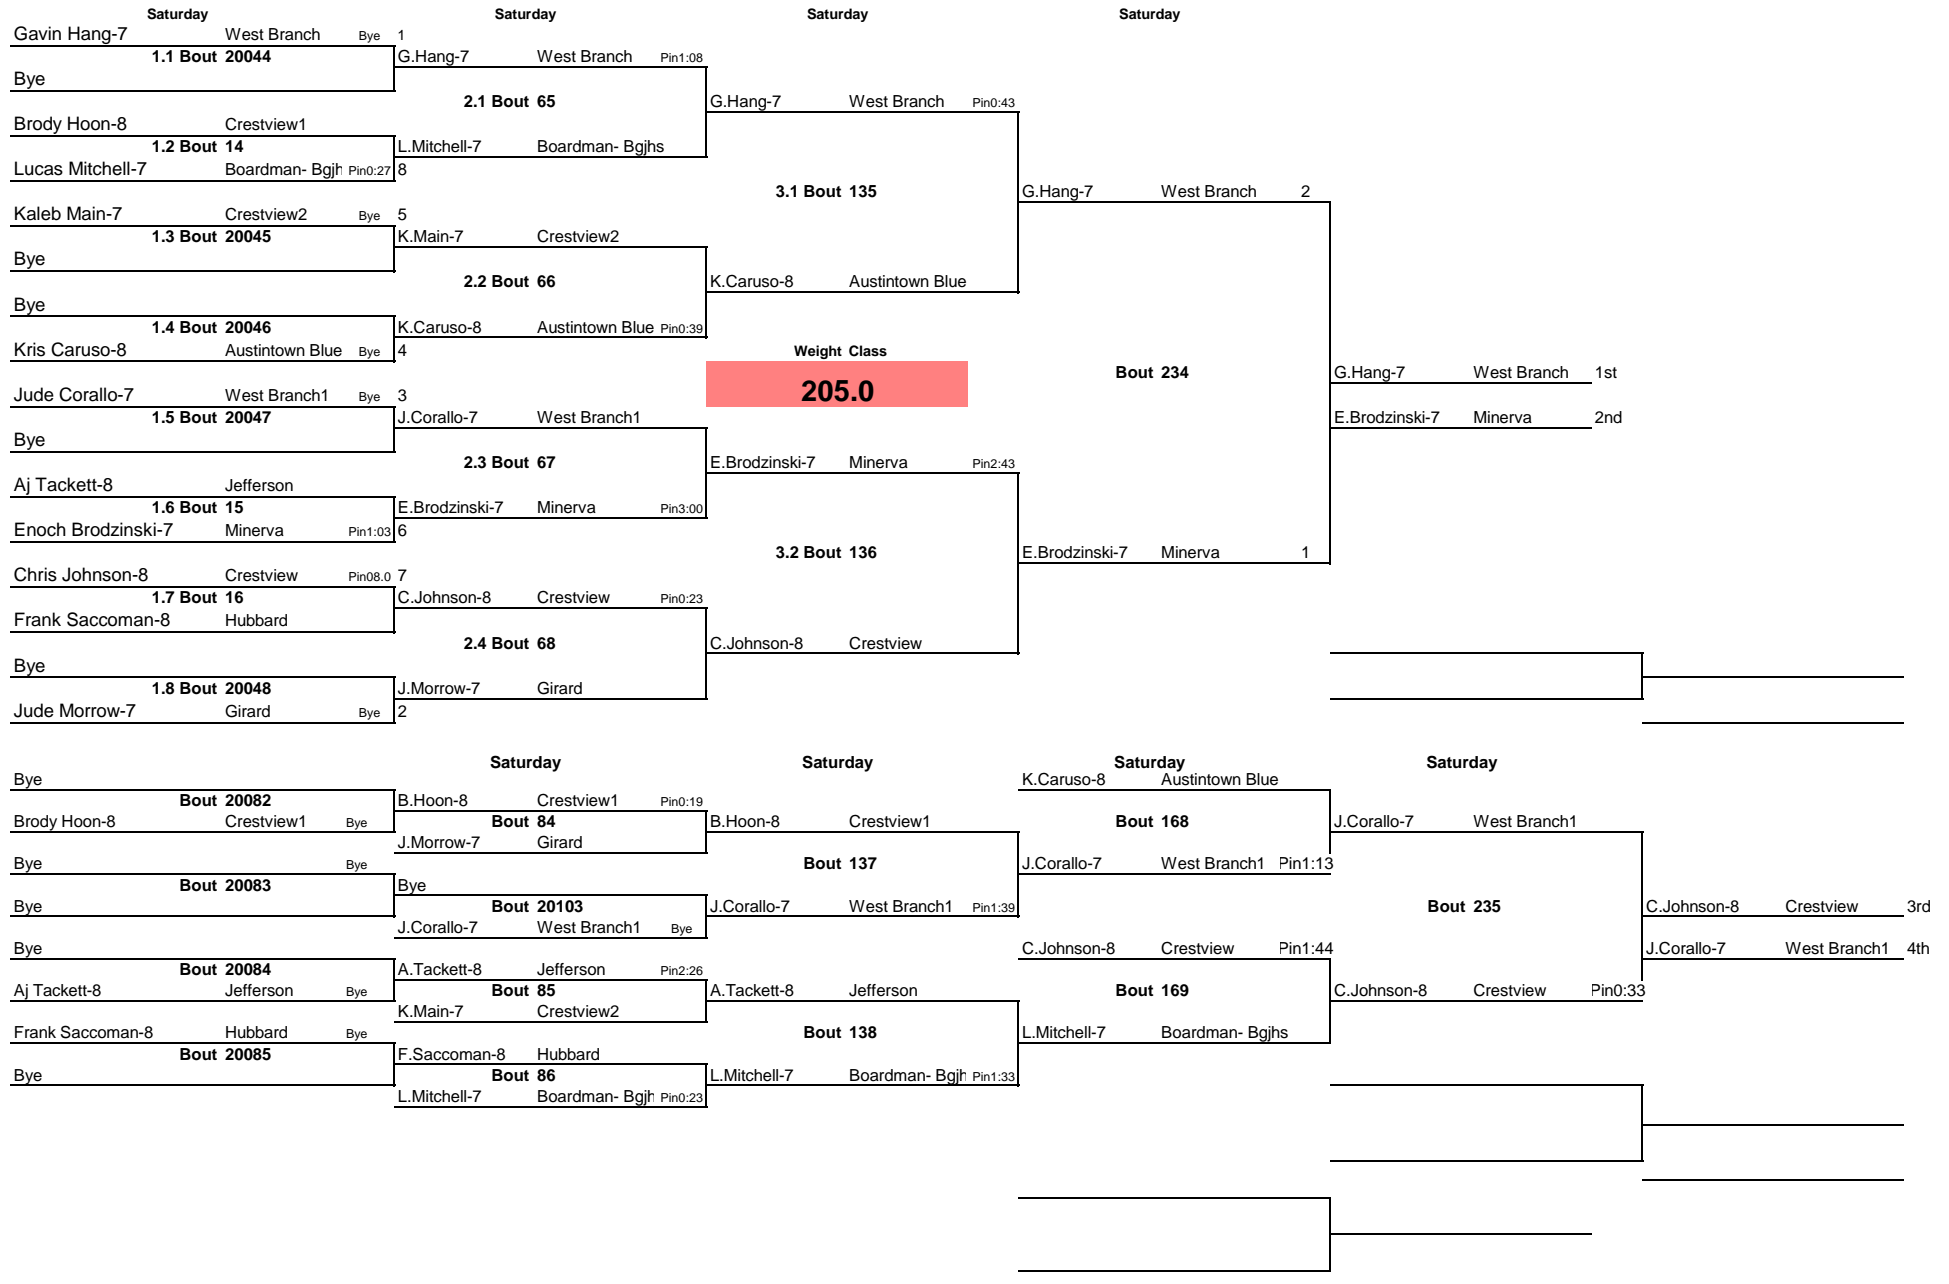 Saturday Saturday Saturday Saturday
Gavin Hang-7 West Branch Bye 1
1.1 Bout 20044 G.Hang-7 West Branch Pin1:08
Bye
2.1 Bout 65 G.Hang-7 West Branch Pin0:43
Brody Hoon-8 Crestview1
1.2 Bout 14 L.Mitchell-7 Boardman- Bgjhs
Lucas Mitchell-7 Boardman- Bgjh Pin0:27 8
3.1 Bout 135 G.Hang-7 West Branch 2
Kaleb Main-7 Crestview2 Bye 5
1.3 Bout 20045 K.Main-7 Crestview2
Bye
2.2 Bout 66 K.Caruso-8 Austintown Blue
Bye
1.4 Bout 20046 K.Caruso-8 Austintown Blue Pin0:39
Kris Caruso-8 Austintown Blue Bye 4 Weight Class
Bout 234 G.Hang-7 West Branch 1st
Jude Corallo-7 West Branch1 Bye 3 205.0
1.5 Bout 20047 J.Corallo-7 West Branch1 E.Brodzinski-7 Minerva 2nd
Bye
2.3 Bout 67 E.Brodzinski-7 Minerva Pin2:43
Aj Tackett-8 Jefferson
1.6 Bout 15 E.Brodzinski-7 Minerva Pin3:00
Enoch Brodzinski-7 Minerva Pin1:03 6
3.2 Bout 136 E.Brodzinski-7 Minerva 1
Chris Johnson-8 Crestview Pin08.0 7
1.7 Bout 16 C.Johnson-8 Crestview Pin0:23
Frank Saccoman-8 Hubbard
2.4 Bout 68 C.Johnson-8 Crestview
Bye
1.8 Bout 20048 J.Morrow-7 Girard
Jude Morrow-7 Girard Bye 2
Saturday Saturday Saturday Saturday
Bye K.Caruso-8 Austintown Blue
Bout 20082 B.Hoon-8 Crestview1 Pin0:19
Brody Hoon-8 Crestview1 Bye Bout 84 B.Hoon-8 Crestview1 Bout 168 J.Corallo-7 West Branch1
J.Morrow-7 Girard
Bye Bye Bout 137 J.Corallo-7 West Branch1 Pin1:13
Bout 20083 Bye
Bye Bout 20103 J.Corallo-7 West Branch1 Pin1:39 Bout 235 C.Johnson-8 Crestview 3rd
J.Corallo-7 West Branch1 Bye
Bye C.Johnson-8 Crestview Pin1:44 J.Corallo-7 West Branch1 4th
Bout 20084 A.Tackett-8 Jefferson Pin2:26
Aj Tackett-8 Jefferson Bye Bout 85 A.Tackett-8 Jefferson Bout 169 C.Johnson-8 Crestview Pin0:33
K.Main-7 Crestview2
Frank Saccoman-8 Hubbard Bye Bout 138 L.Mitchell-7 Boardman- Bgjhs
Bout 20085 F.Saccoman-8 Hubbard
Bye Bout 86 L.Mitchell-7 Boardman- Bgjh Pin1:33
L.Mitchell-7 Boardman- Bgjh Pin0:23